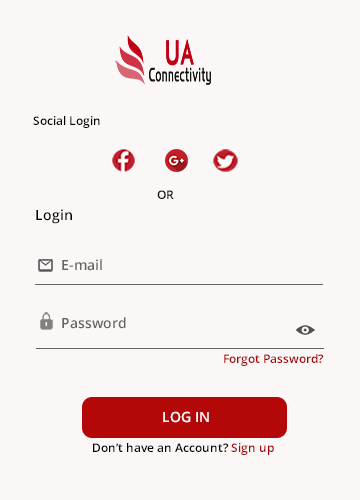 UA
Connectivity
Social Login
G+
OR
Login
E-mail
Password
Forgot Password?
LOG IN
Don't have an Account? Sign up